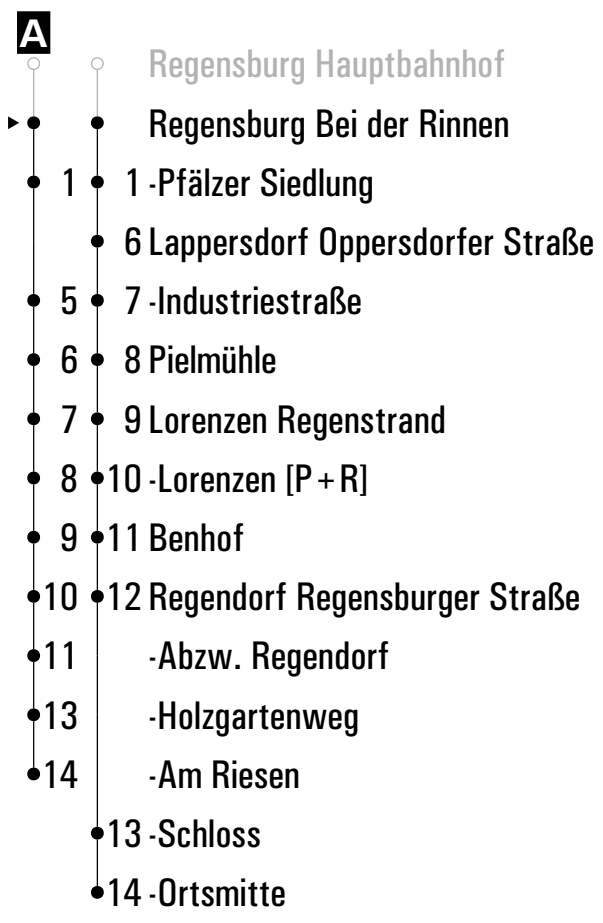 A
Regensburg Hauptbahnhof
Regensburg Bei der Rinnen
1 1 -Pfälzer Siedlung
6 Lappersdorf Oppersdorfer Straße
5 7 -Industriestraße
6 8 Pielmühle
7 9 Lorenzen Regenstrand
8 10 -Lorenzen [P+R]
9 11 Benhof
10 12 Regendorf Regensburger Straße
11 -Abzw. Regendorf
13 -Holzgartenweg
14 -Am Riesen
13 -Schloss
14 -Ortsmitte